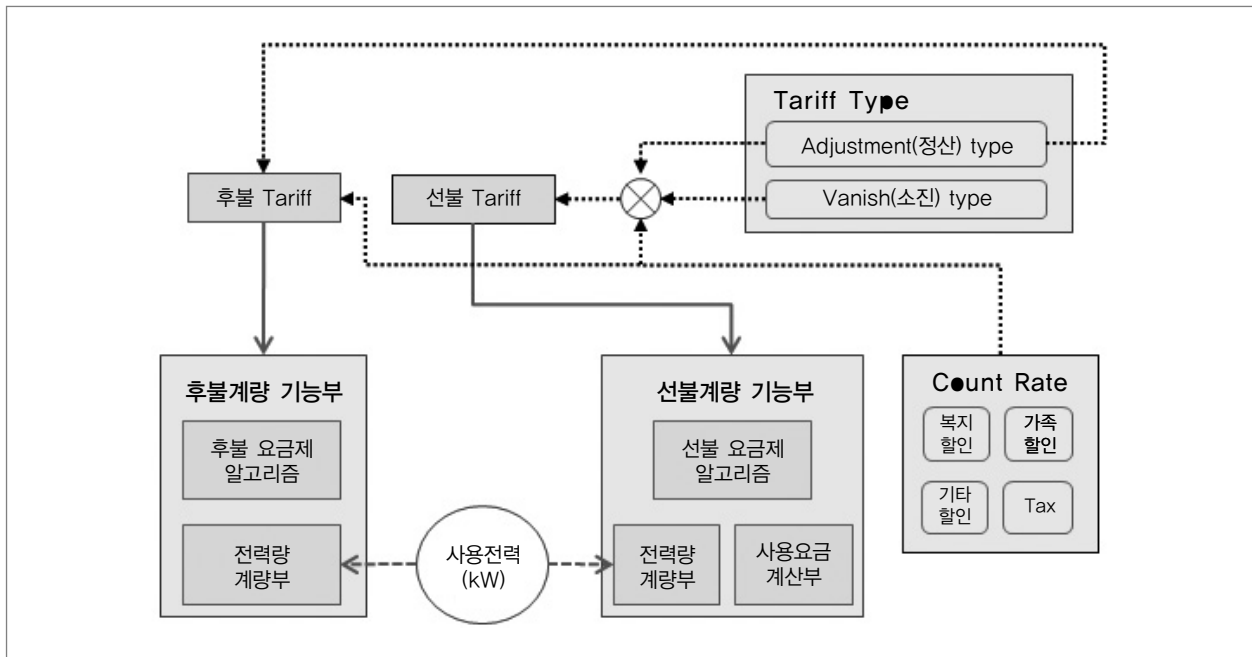 Tariff Type
Adjustment(정산) type
Vanish(소진) type
후불 Tariff
선불 Tariff
후불계량 기능부
후불 요금제
알고리즘
전력량
계량부
사용전력
(kW)
선불계량 기능부
선불 요금제
알고리즘
전력량
계량부
사용요금
계산부
Count Rate
복지
할인
가족
할인
기타
할인
Tax